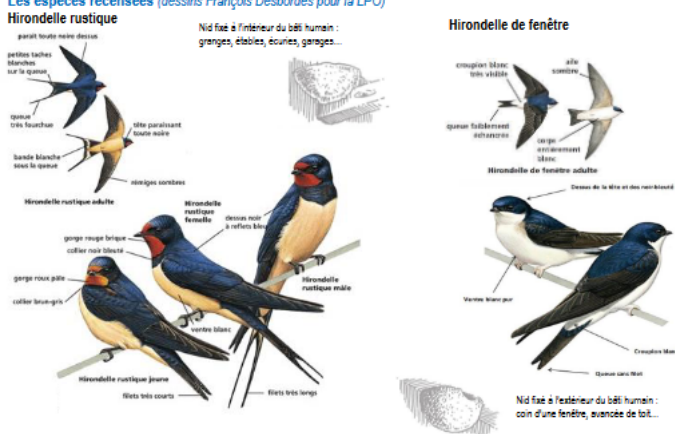 Les espèces recensées (dessins François Desbordes pour la LPO)
Hirondelle rustique
paraît toute noire dessus
petites taches
blanches
sur la queue
queue
très fourchue
tête paraissant
toute noire
bande blanche
sous la queue
rémiges sombres
Hirondelle rustique adulte
Nid fixé à l'intérieur du bâti humain :
granges, étables, écuries, garages...
Hirondelle
rustique
femelle
dessus noir
à reflets bleu
gorge rouge brique
collier noir bleuté
gorge roux pâle
collier brun-gris
Hirondelle
rustique mâle
ventre blanc
Hirondelle rustique jeune
filets très courts
filets très longs
Hirondelle de fenêtre
croupion blanc
très visible
aile
sombre
queue faiblement
échancrée
corps
entièrement
blanc
Hirondelle de fenêtre adulte
Dessus de la tête et dos noir-bleuté
Ventre blanc pur
Croupion blan
Queue sans filet
Nid fixé à l'extérieur du bâti humain :
coin d'une fenêtre, avancée de toit...